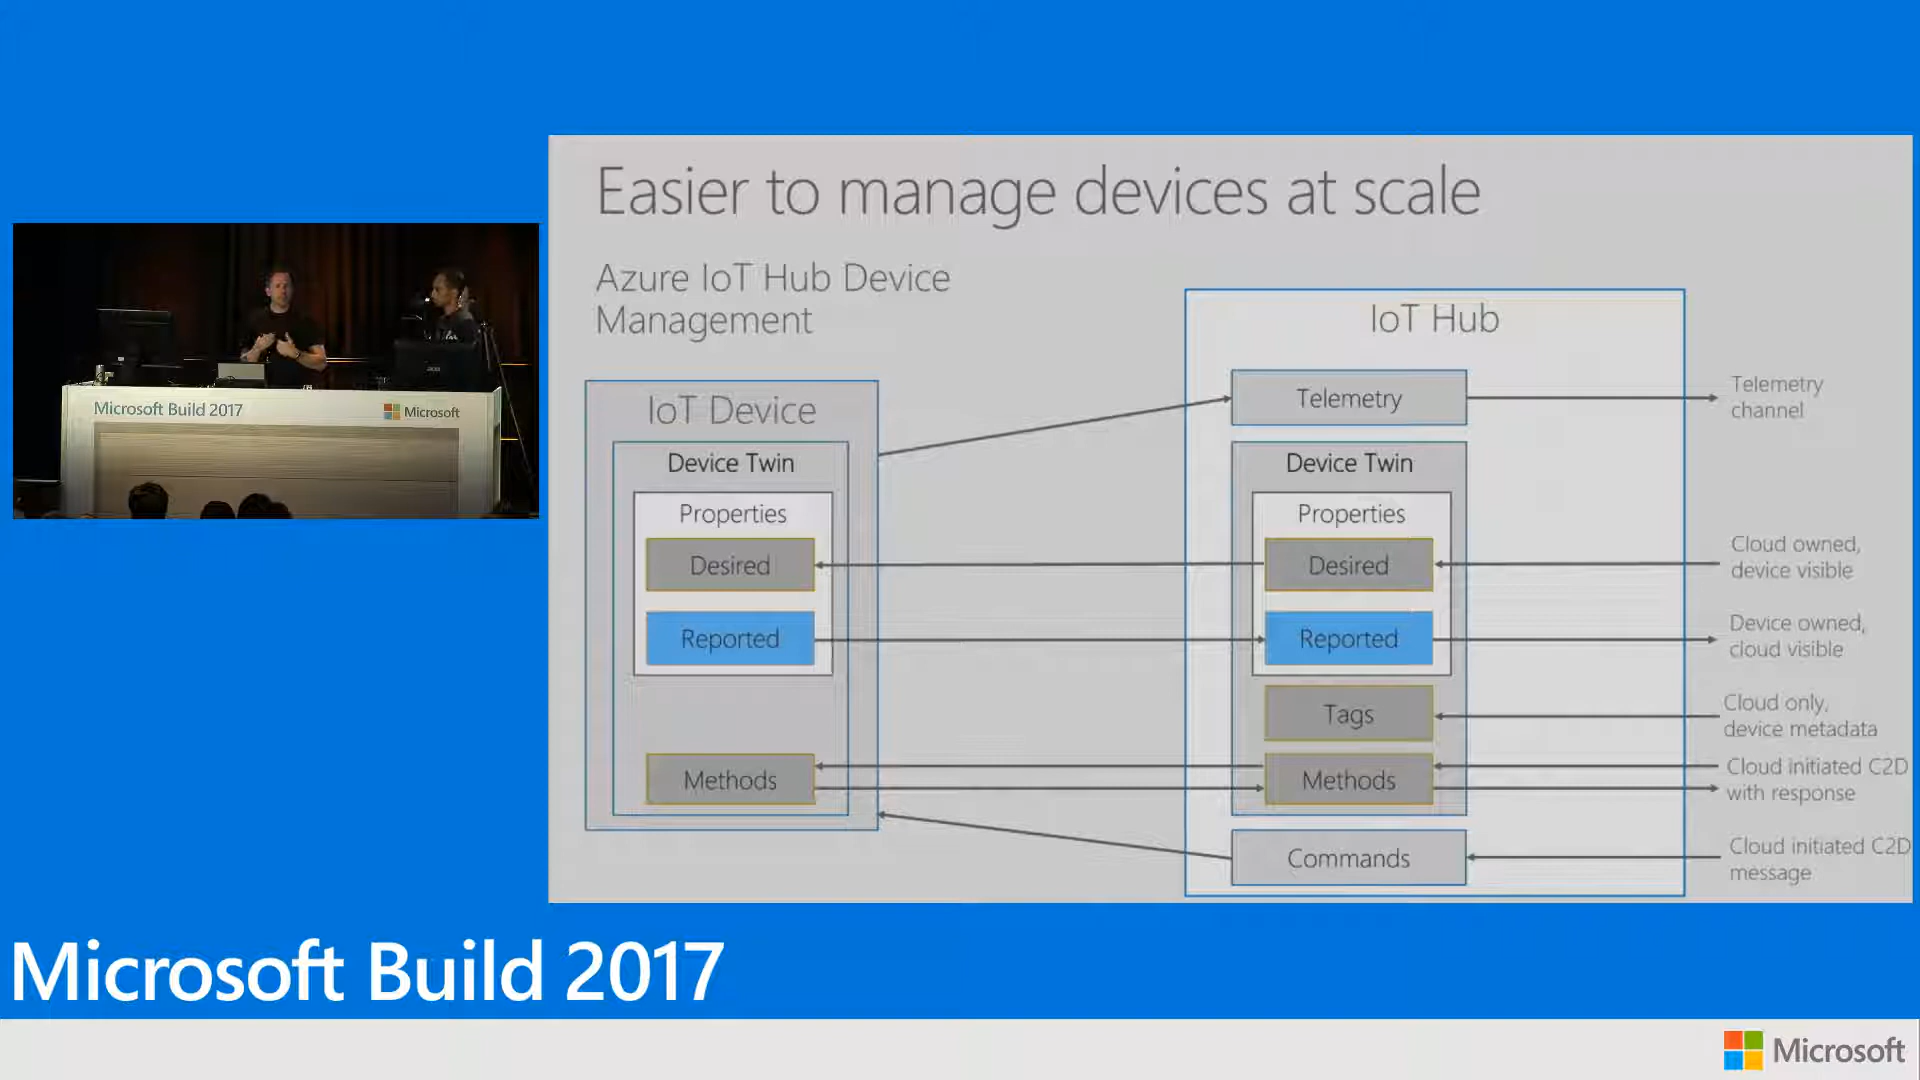 Easier to manage devices at scale
Azure IoT Hub Device
Management
IoT Device
Device Twin
Properties
Desired
Reported
Methods
IoT Hub
Telemetry
Device Twin
Properties
Desired
Reported
Tags
Methods
Commands
Telemetry
channel
Cloud owned,
device visible
Device owned,
cloud visible
Cloud only,
device metadata
Cloud initiated C2D
with response
Cloud initiated C2D
message
Microsoft Build 2017
Microsoft
Microsoft Build 2017
Microsoft